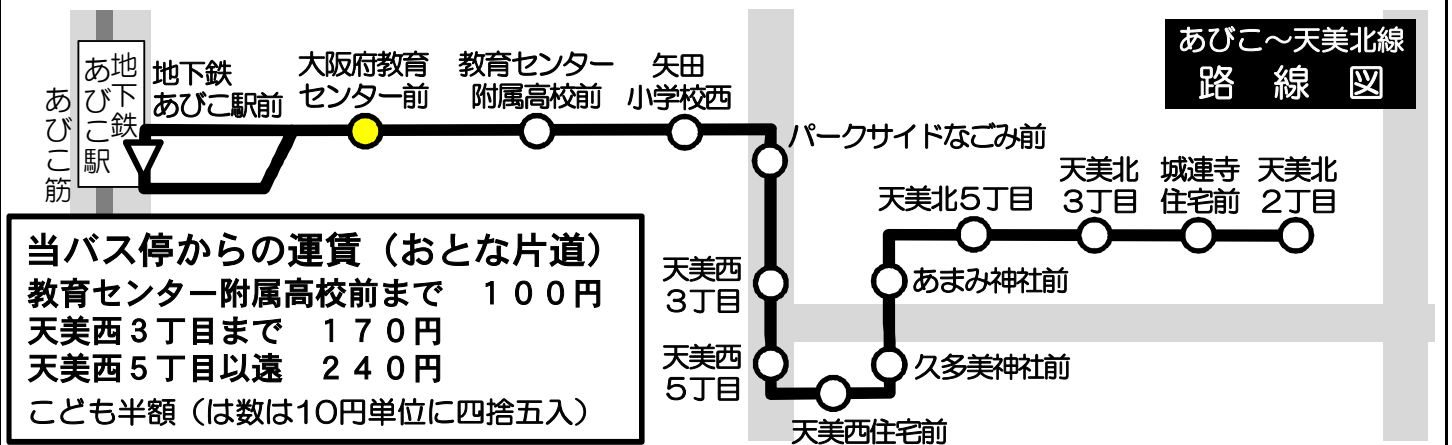 あびこ～天美北線
路線図
あびこ筋
地下鉄
あびこ駅
地下鉄
あびこ駅前
大阪府教育
センター前
教育センター
附属高校前
矢田
小学校西
パークサイドなごみ前
天美西
3丁目
天美西
5丁目
天美西住宅前
久多美神社前
あまみ神社前
天美北5丁目
天美北
3丁目
城連寺
住宅前
天美北
2丁目
当バス停からの運賃（おとな片道）
教育センター附属高校前まで　１００円
天美西３丁目まで　１７０円
天美西５丁目以遠　２４０円
こども半額（は数は10円単位に四捨五入）